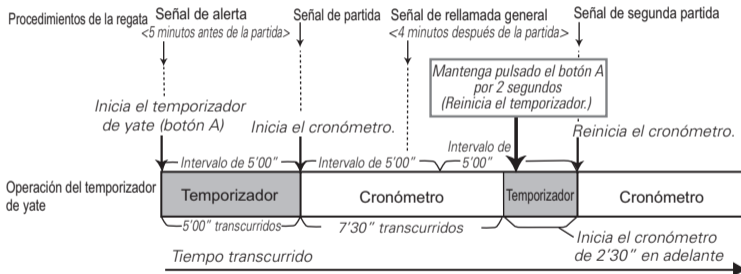 Procedimientos de la regata
Señal de alerta
<5 minutos antes de la partida>
Señal de partida
Señal de rellamada general
<4 minutos después de la partida>
Señal de segunda partida
Mantenga pulsado el botón A
por 2 segundos
(Reinicia el temporizador.)
Inicia el temporizador
de yate (botón A)
Inicia el cronómetro.
Reinicia el cronómetro.
Intervalo de 5'00"
Intervalo de 5'00"
Intervalo de
5'00"
Operación del temporizador
de yate
Temporizador
Cronómetro
Temporizador
Cronómetro
5'00" transcurridos
7'30" transcurridos
Inicia el cronómetro
de 2'30" en adelante
Tiempo transcurrido